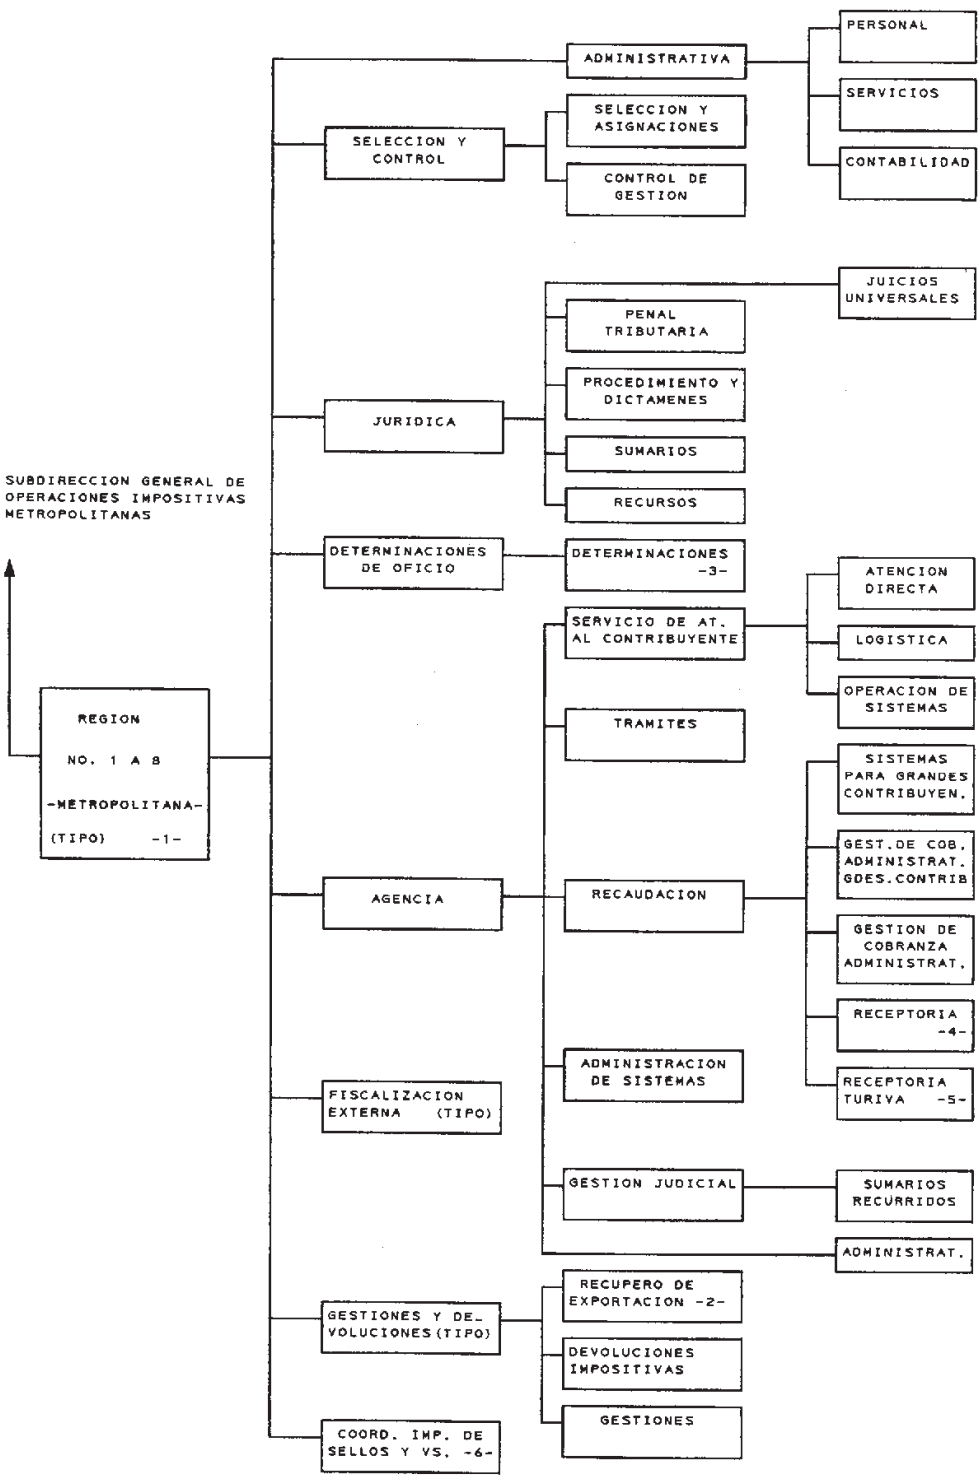 PERSONAL
ADMINISTRATIVA
SERVICIOS
CONTABILIDAD
SELECCION Y
CONTROL
SELECCION Y
ASIGNACIONES
CONTROL DE
GESTION
JUICIOS
UNIVERSALES
PENAL
TRIBUTARIA
PROCEDIMIENTO Y
DICTAMENES
JURIDICA
SUMARIOS
RECURSOS
SUBDIRECCION GENERAL DE
OPERACIONES IMPOSITIVAS
METROPOLITANAS
DETERMINACIONES
DE OFICIO
DETERMINACIONES
-3-
SERVICIO DE AT.
AL CONTRIBUYENTE
ATENCION
DIRECTA
LOGISTICA
OPERACION DE
SISTEMAS
REGION
NO. 1 A 8
-METROPOLITANA-
(TIPO) -1-
TRAMITES
SISTEMAS
PARA GRANDES
CONTRIBUYEN.
GEST.DE COB.
ADMINISTRAT.
GDES.CONTRIB
AGENCIA
RECAUDACION
GESTION DE
COBRANZA
ADMINISTRAT.
RECEPTORIA
-4-
RECEPTORIA
TURIVA -5-
ADMINISTRACION
DE SISTEMAS
FISCALIZACION
EXTERNA (TIPO)
GESTION JUDICIAL
SUMARIOS
RECURRIDOS
ADMINISTRAT.
GESTIONES Y DE_
VOLUCIONES(TIPO)
RECUPERO DE
EXPORTACION -2-
DEVOLUCIONES
IMPOSITIVAS
GESTIONES
COORD. IMP. DE
SELLOS Y VS. -6-